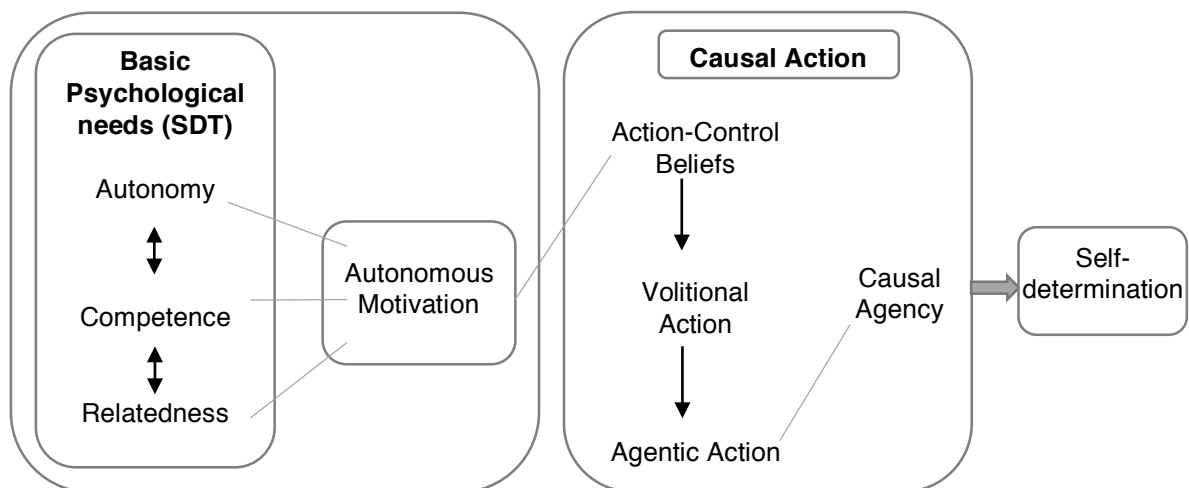 Basic
Psychological
needs (SDT)
Autonomy
Competence
Relatedness
Autonomous
Motivation
Causal Action
Action-Control
Beliefs
Volitional
Action
Agentic Action
Causal
Agency
Self-
determination